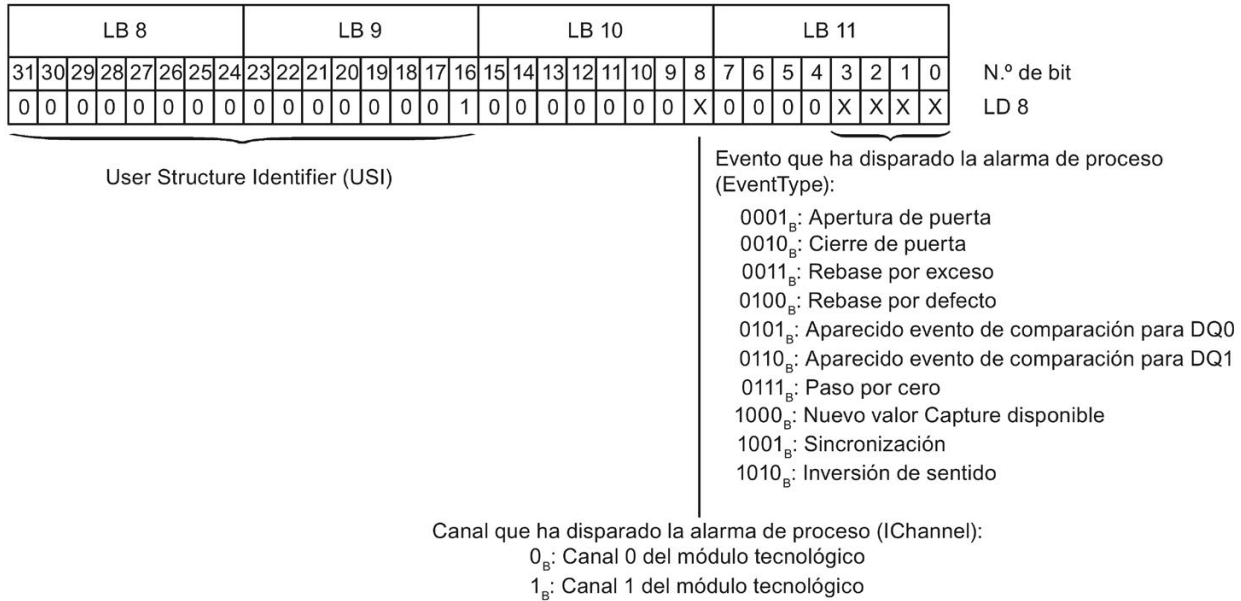 LB 8 LB 9 LB 10 LB 11
31 30 29 28 27 26 25 24 23 22 21 20 19 18 17 16 15 14 13 12 11 10 9 8 7 6 5 4 3 2 1 0 N.º de bit
0 0 0 0 0 0 0 0 0 0 0 0 0 0 0 1 0 0 0 0 0 0 0 X 0 0 0 0 X X X X LD 8
User Structure Identifier (USI)
Evento que ha disparado la alarma de proceso
(EventType):
0001B: Apertura de puerta
0010B: Cierre de puerta
0011B: Rebase por exceso
0100B: Rebase por defecto
0101B: Aparecido evento de comparación para DQ0
0110B: Aparecido evento de comparación para DQ1
0111B: Paso por cero
1000B: Nuevo valor Capture disponible
1001B: Sincronización
1010B: Inversión de sentido
Canal que ha disparado la alarma de proceso (IChannel):
0B: Canal 0 del módulo tecnológico
1B: Canal 1 del módulo tecnológico